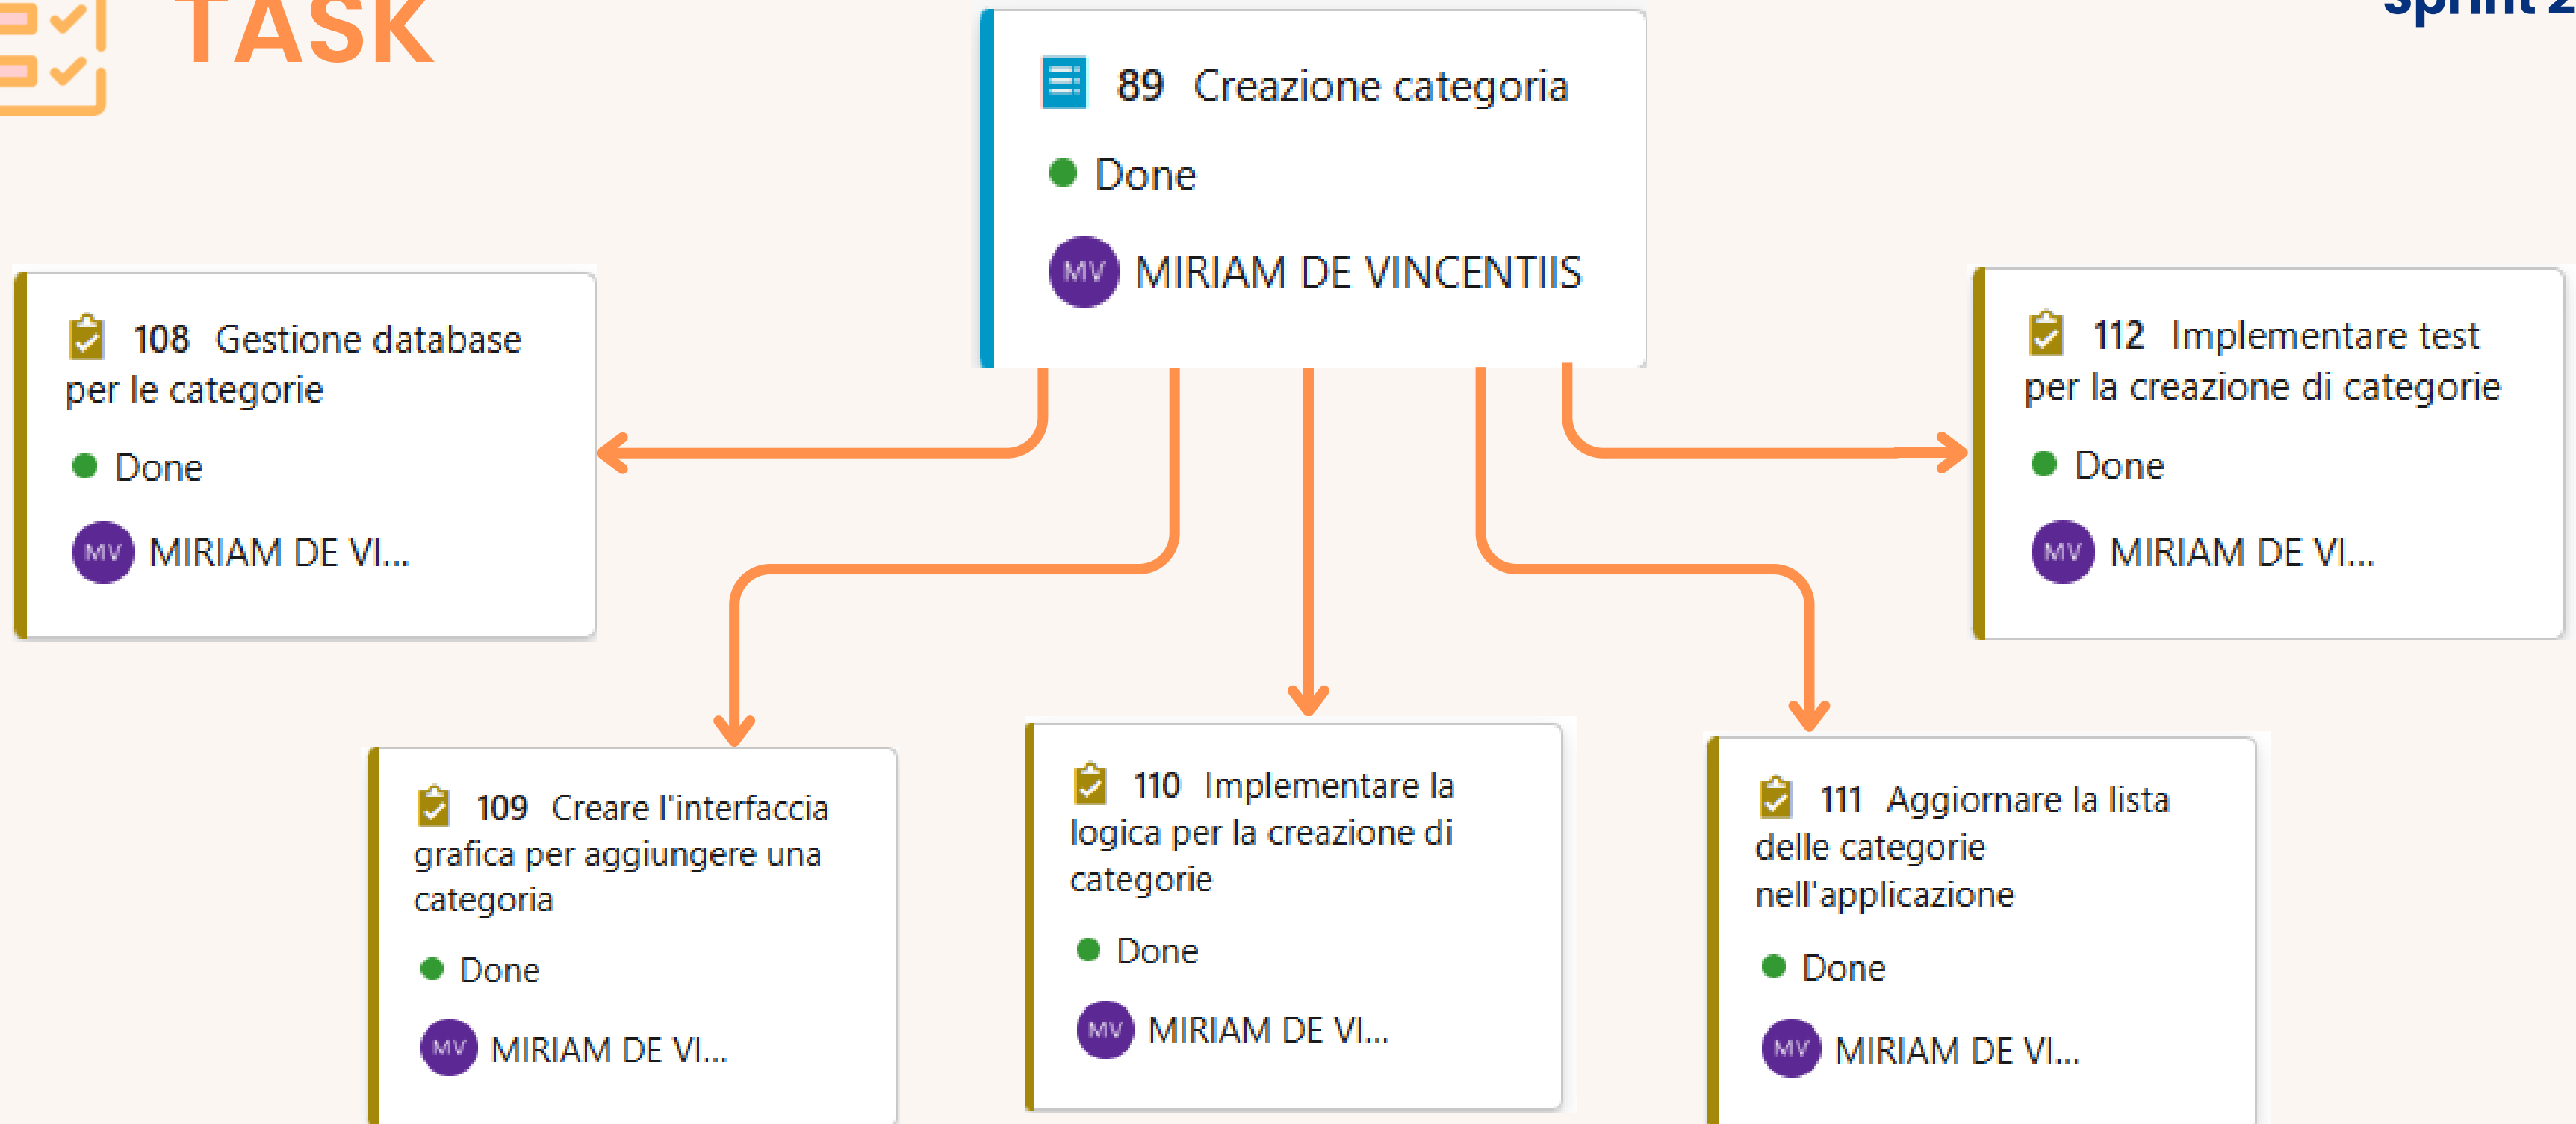 TASK
Sprint 2
89 Creazione categoria
Done
MV MIRIAM DE VINCENTIIS
108 Gestione database
per le categorie
Done
MV MIRIAM DE VI...
112 Implementare test
per la creazione di categorie
Done
MV MIRIAM DE VI...
109 Creare l'interfaccia
grafica per aggiungere una
categoria
Done
MV MIRIAM DE VI...
110 Implementare la
logica per la creazione di
categorie
Done
MV MIRIAM DE VI...
111 Aggiornare la lista
delle categorie
nell'applicazione
Done
MV MIRIAM DE VI...